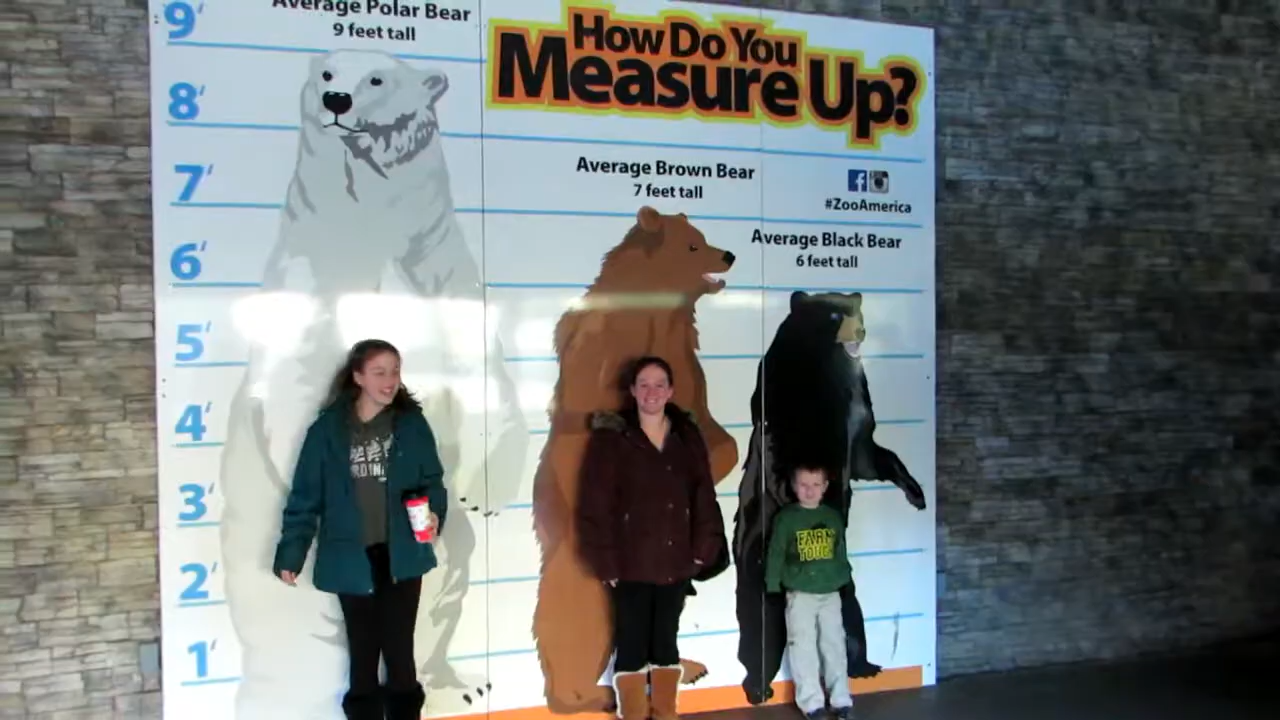 How Do You
Measure Up?
Average Polar Bear
9 feet tall
Average Brown Bear
7 feet tall
#ZooAmerica
Average Black Bear
6 feet tall
9'
8'
7'
6'
5'
4'
3'
2'
1'
FARM
TOUGH